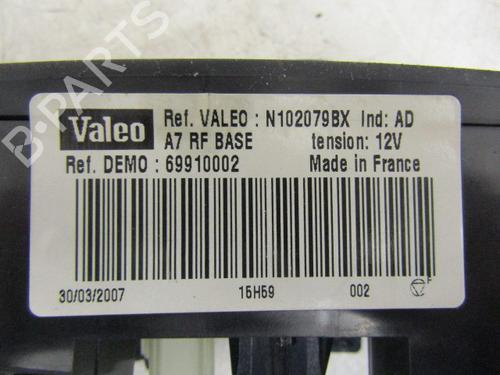 Valeo Ref. VALEO : N102079BX Ind: AD
A7 RF BASE tension: 12V
Ref. DEMO : 69910002 Made in France
30/03/2007 15H59 002 F
B PARTS